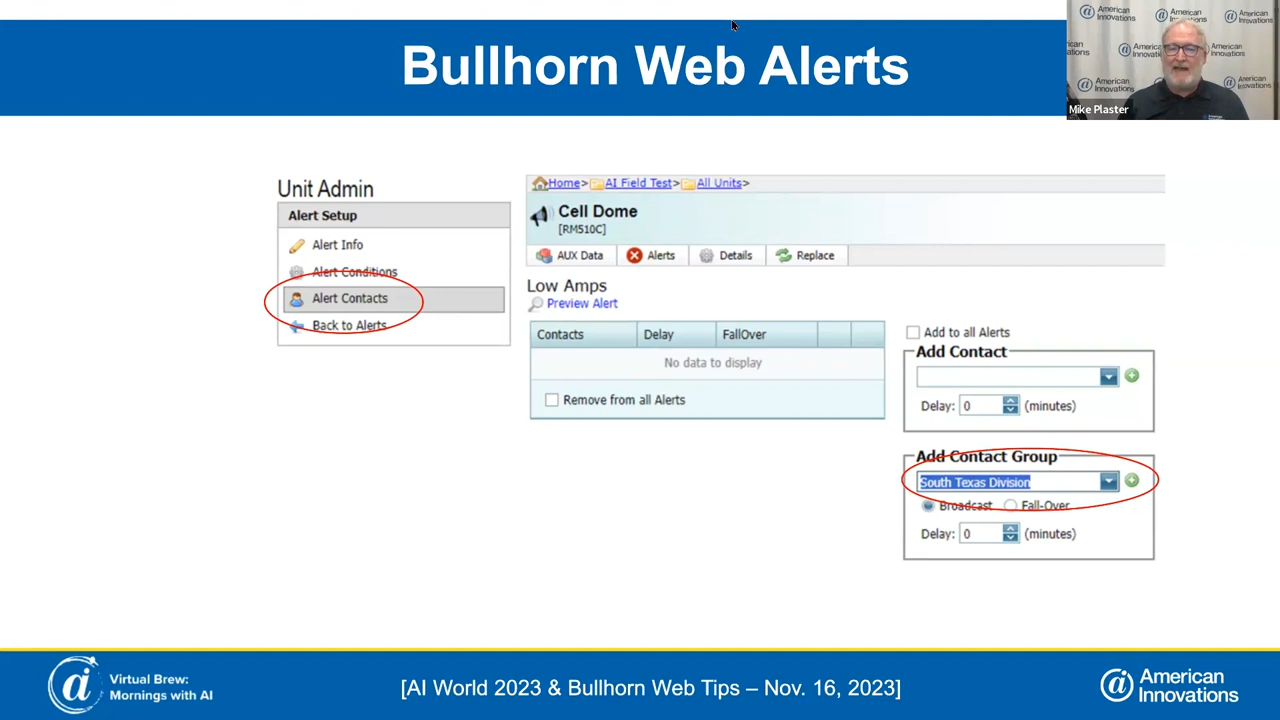 Bullhorn Web Alerts
American Innovations
American Innovations
American Innovations
American
American Innovations
American Innovations
American Innovations
Mike Plaster
Unit Admin
Alert Setup
Alert Info
Alert Conditions
Alert Contacts
Back to Alerts
Home> AI Field Test> All Units>
Cell Dome
[RM510C]
AUX Data Alerts Details Replace
Low Amps
Preview Alert
Contacts Delay FallOver
No data to display
Remove from all Alerts
Add to all Alerts
Add Contact
Delay: 0 (minutes)
Add Contact Group
South Texas Division
Broadcast Fall-Over
Delay: 0 (minutes)
Virtual Brew:
Mornings with AI
[AI World 2023 & Bullhorn Web Tips – Nov. 16, 2023]
American
Innovations